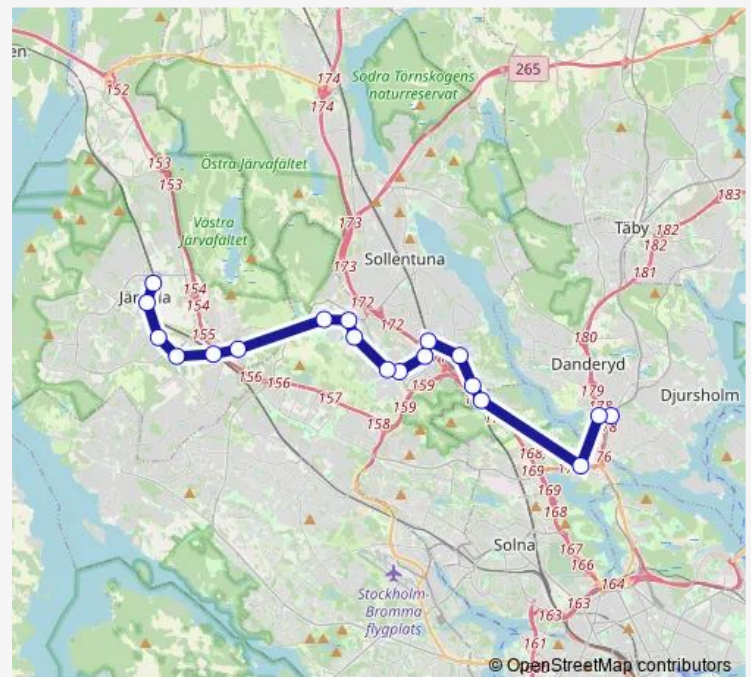 265
152
174
174
Södra Törnskogens
naturreservat
Östra Järvafältet
153
153
183
Västra
Järvafältet
173
Täby
182
182
Sollentuna
173
181
154
154
172
172
155
180
156
156
157
159
159
158
Danderyd
179
Djursholm
168
169
169
168
76
Solna
167
166
164
163
163
161
Stockholm-
Bromma
flygplats
© OpenStreetMap contributors